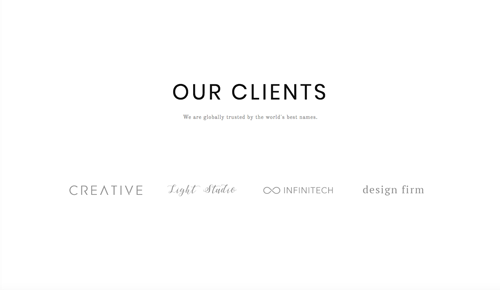 OUR CLIENTS
We are globally trusted by the world's best names.
CREATIVE
Light Studio
INFINITECH
design firm